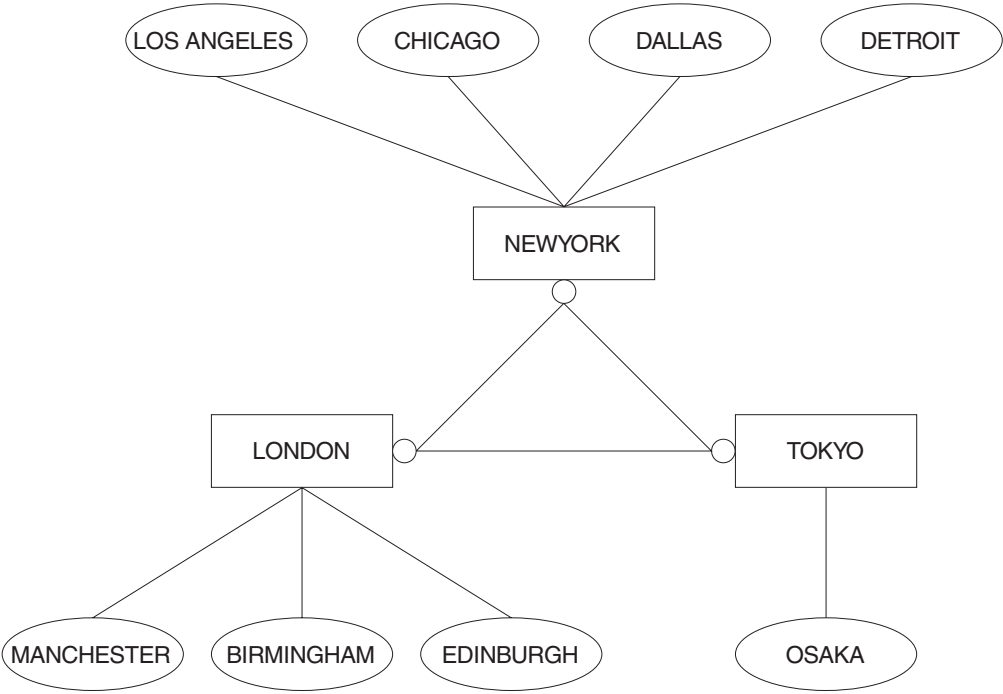 LOS ANGELES
CHICAGO
DALLAS
DETROIT
NEWYORK
LONDON
TOKYO
MANCHESTER
BIRMINGHAM
EDINBURGH
OSAKA